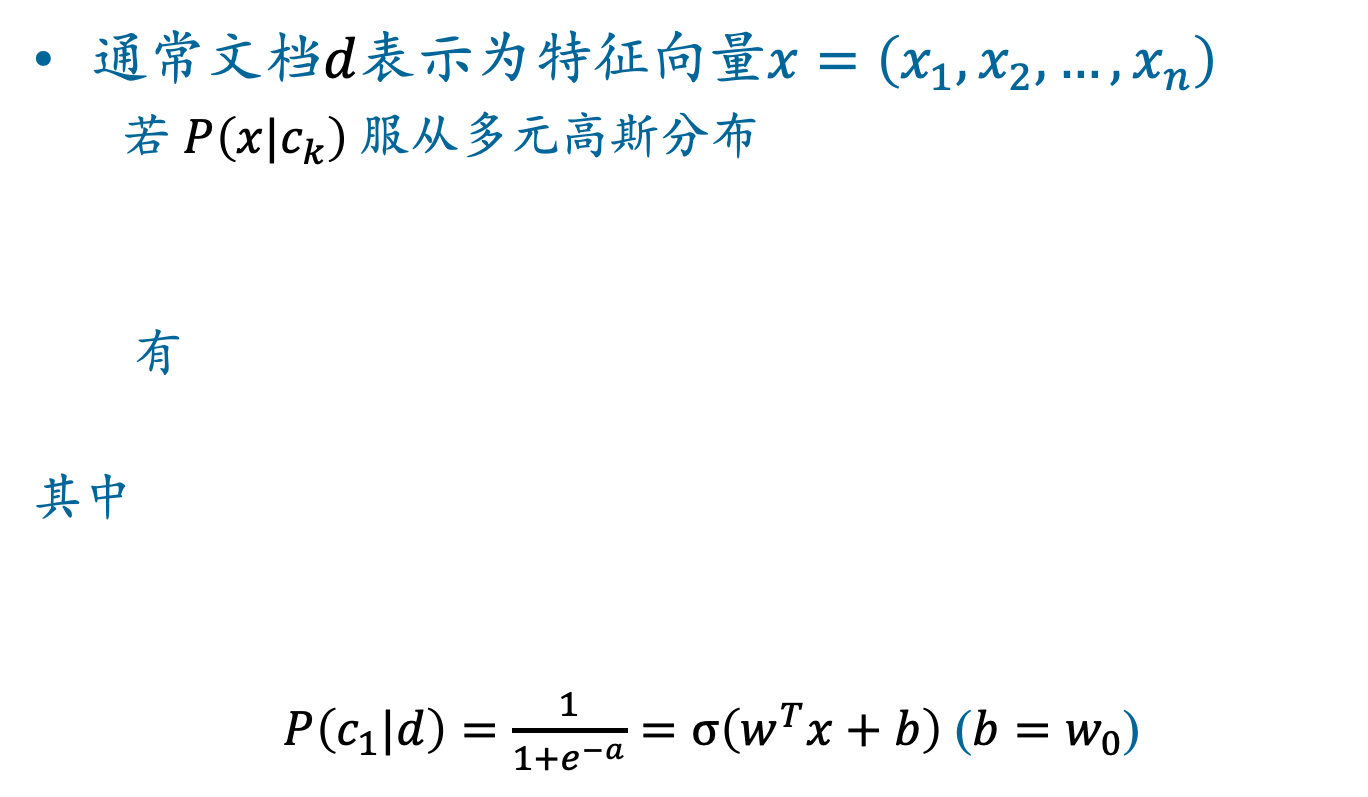 • 通常文档d表示为特征向量x = (x₁, x₂, … , xₙ)
若 P(x|cₖ) 服从多元高斯分布
有
其中
P(c₁|d) = 1/(1+e⁻ᵃ) = σ(wᵀx + b) (b = w₀)